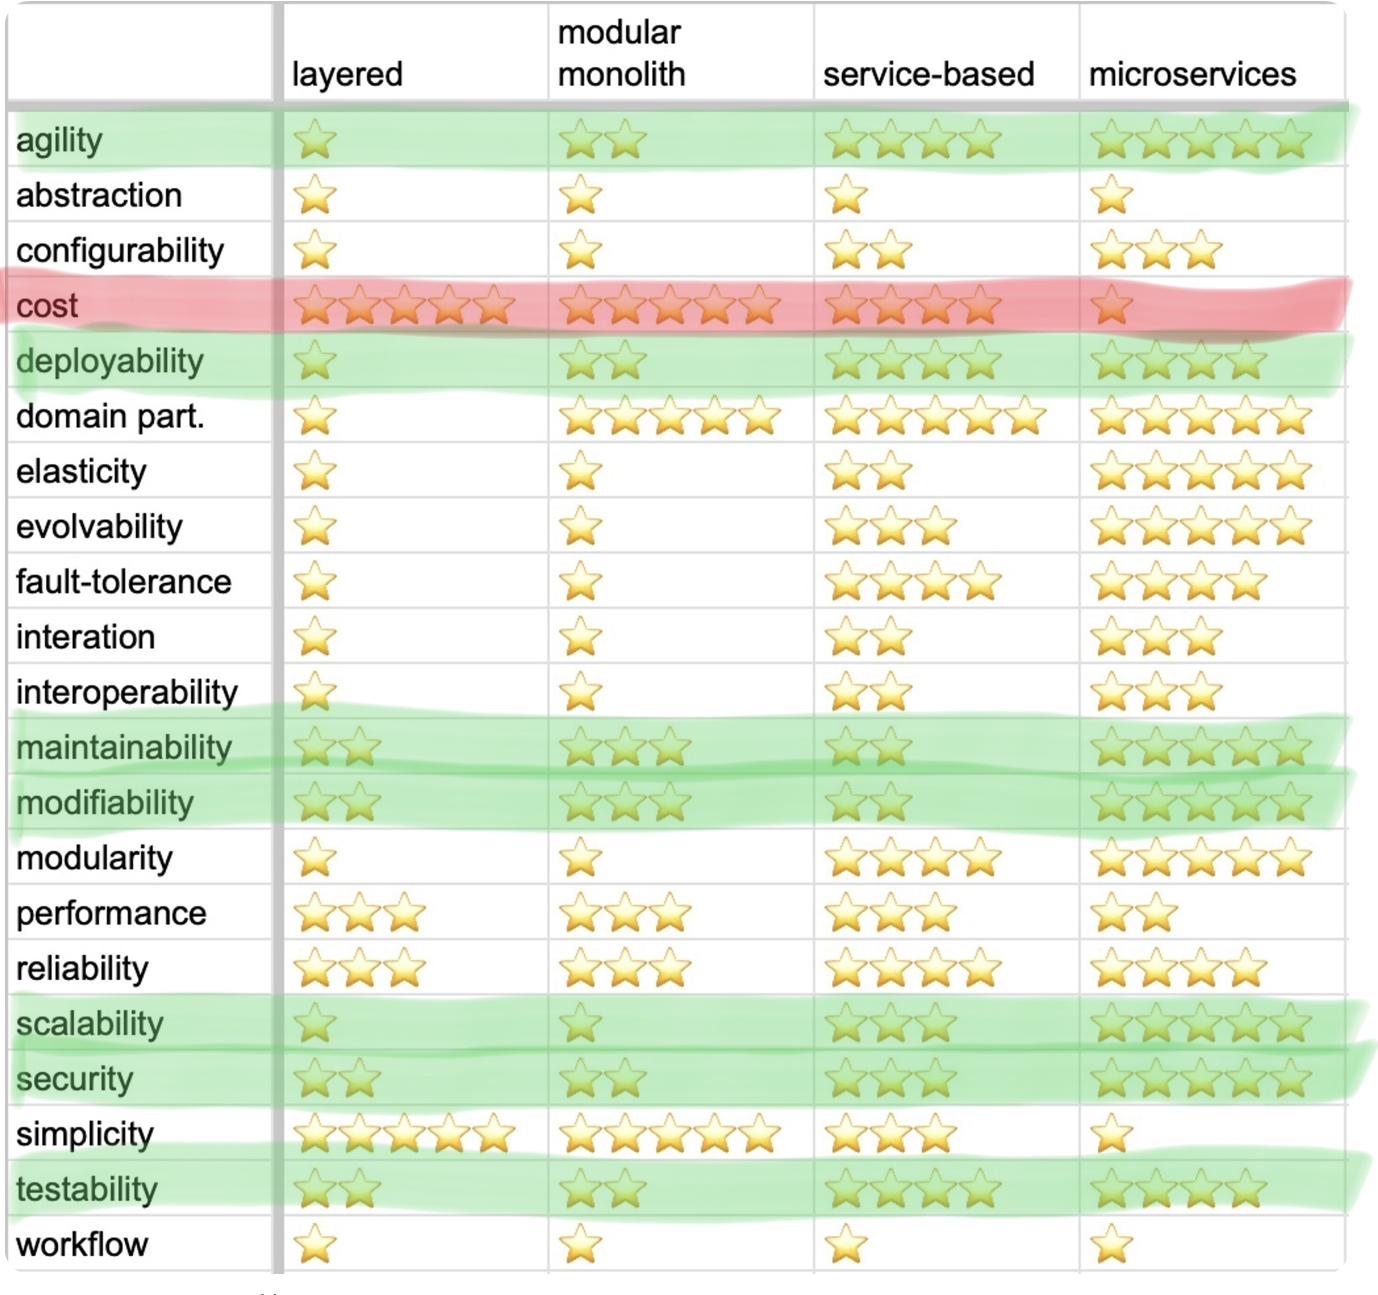 layered
modular
monolith
service-based
microservices
agility
abstraction
configurability
cost
deployability
domain part.
elasticity
evolvability
fault-tolerance
interation
interoperability
maintainability
modifiability
modularity
performance
reliability
scalability
security
simplicity
testability
workflow